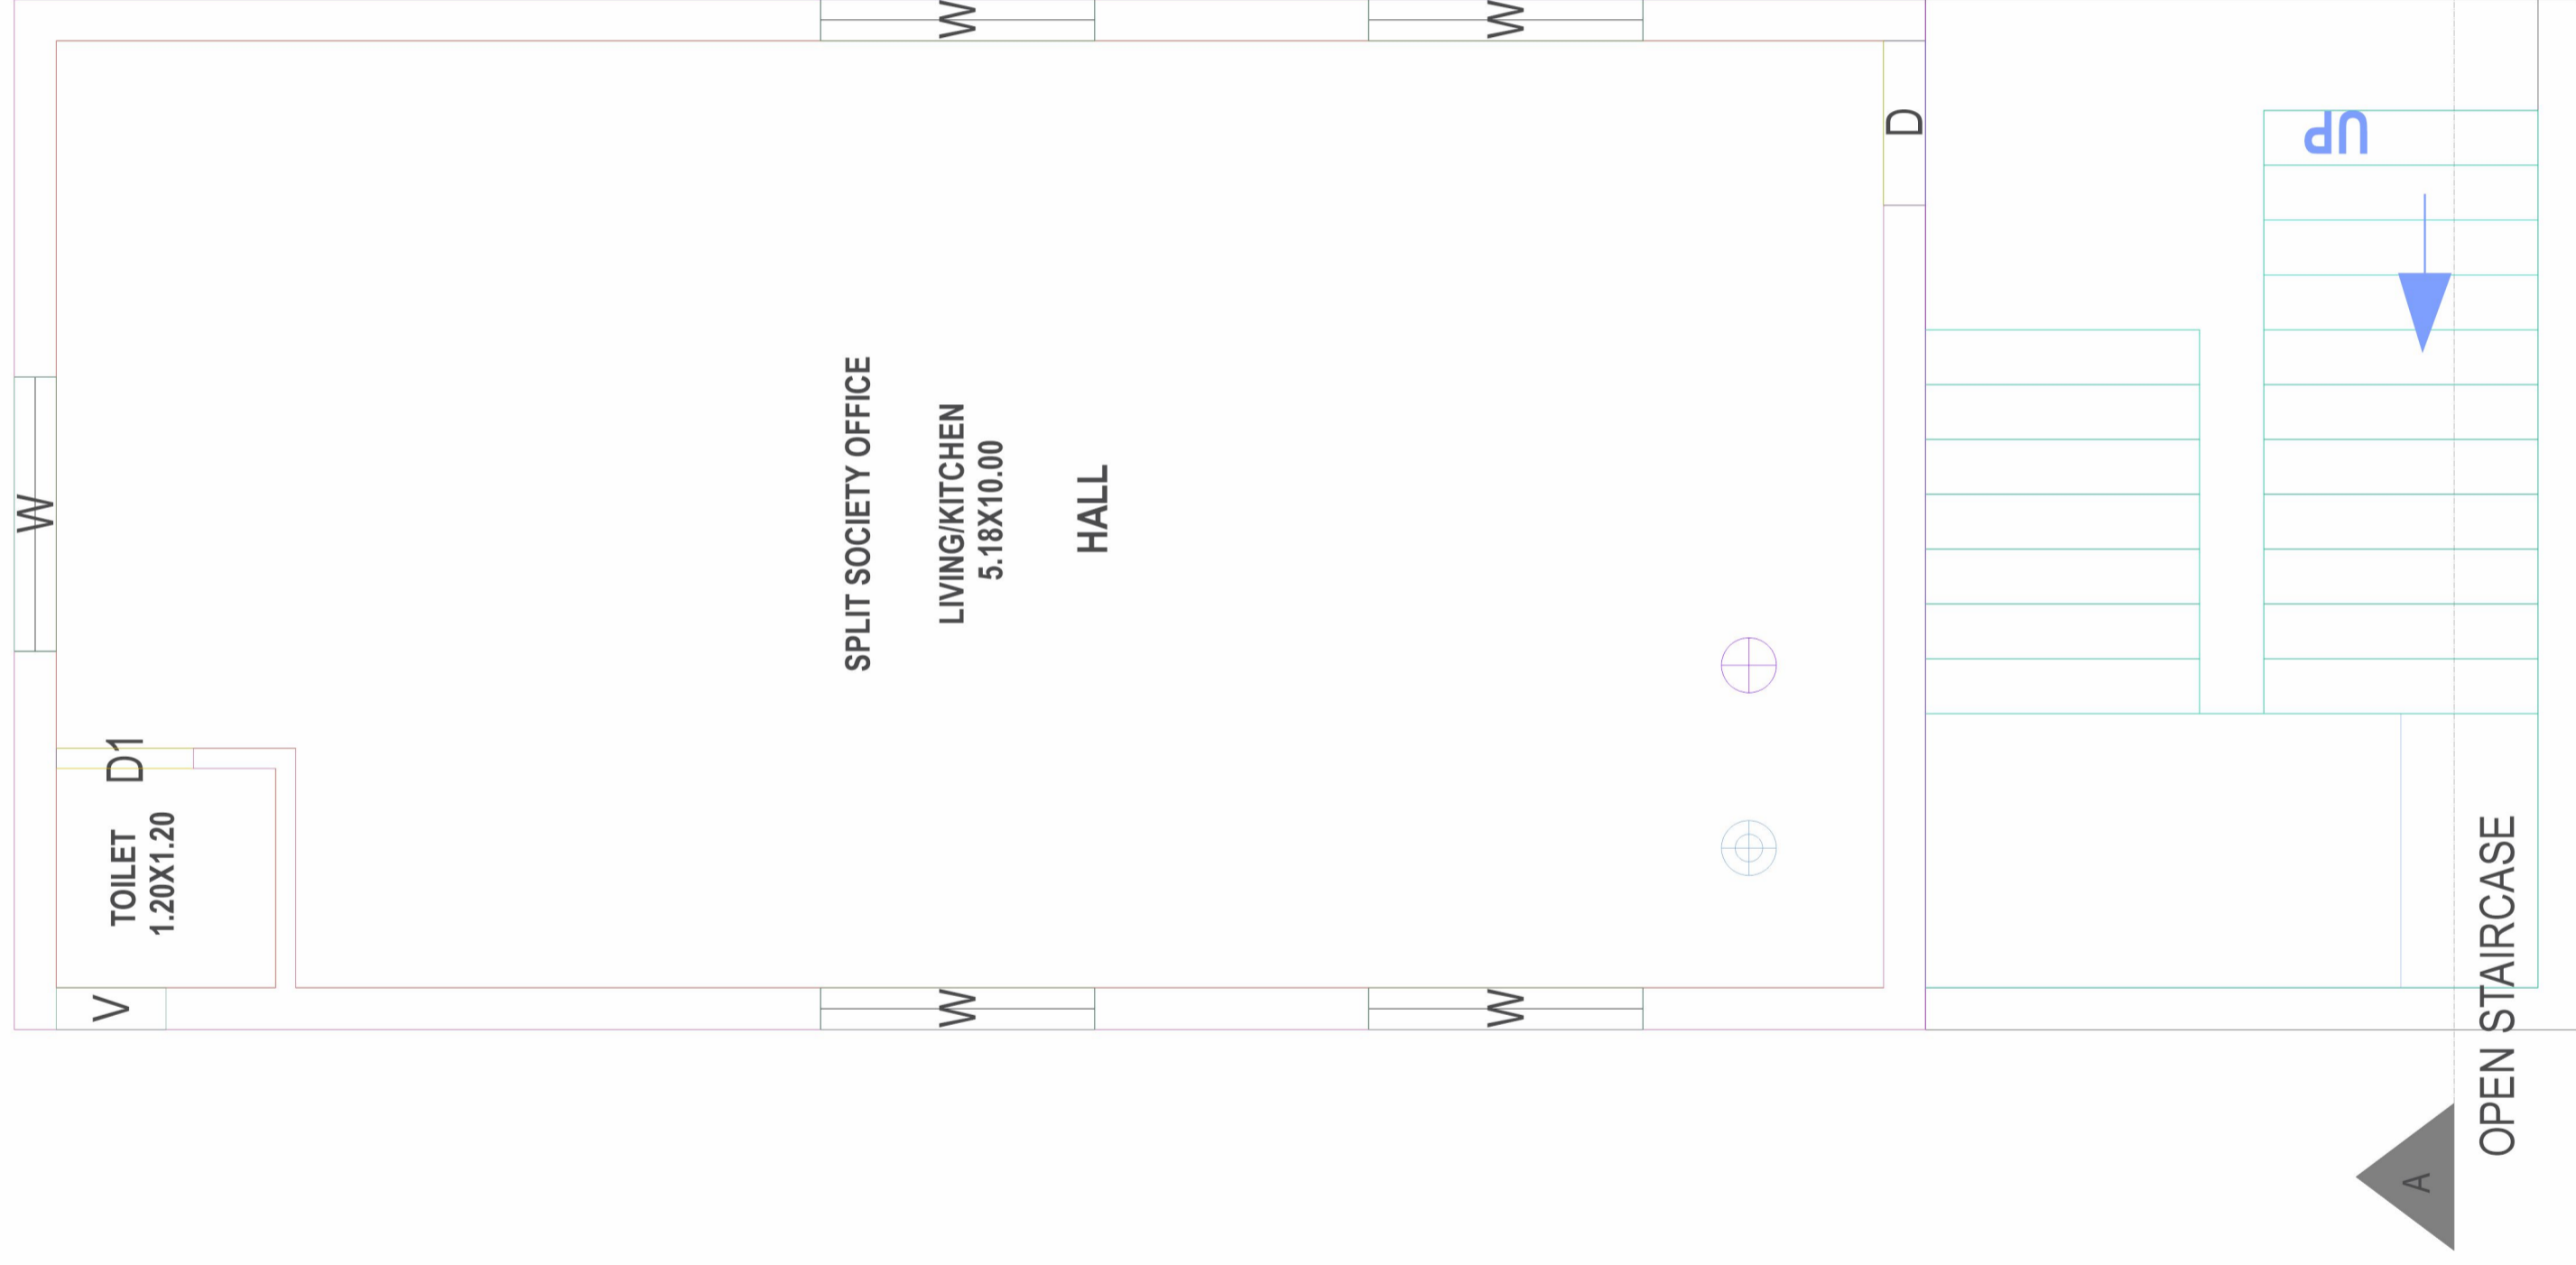 W
W
W
D
UP
SPLIT SOCIETY OFFICE
LIVING/KITCHEN
5.18X10.00
HALL
D1
TOILET
1.20X1.20
V
W
W
OPEN STAIRCASE
A